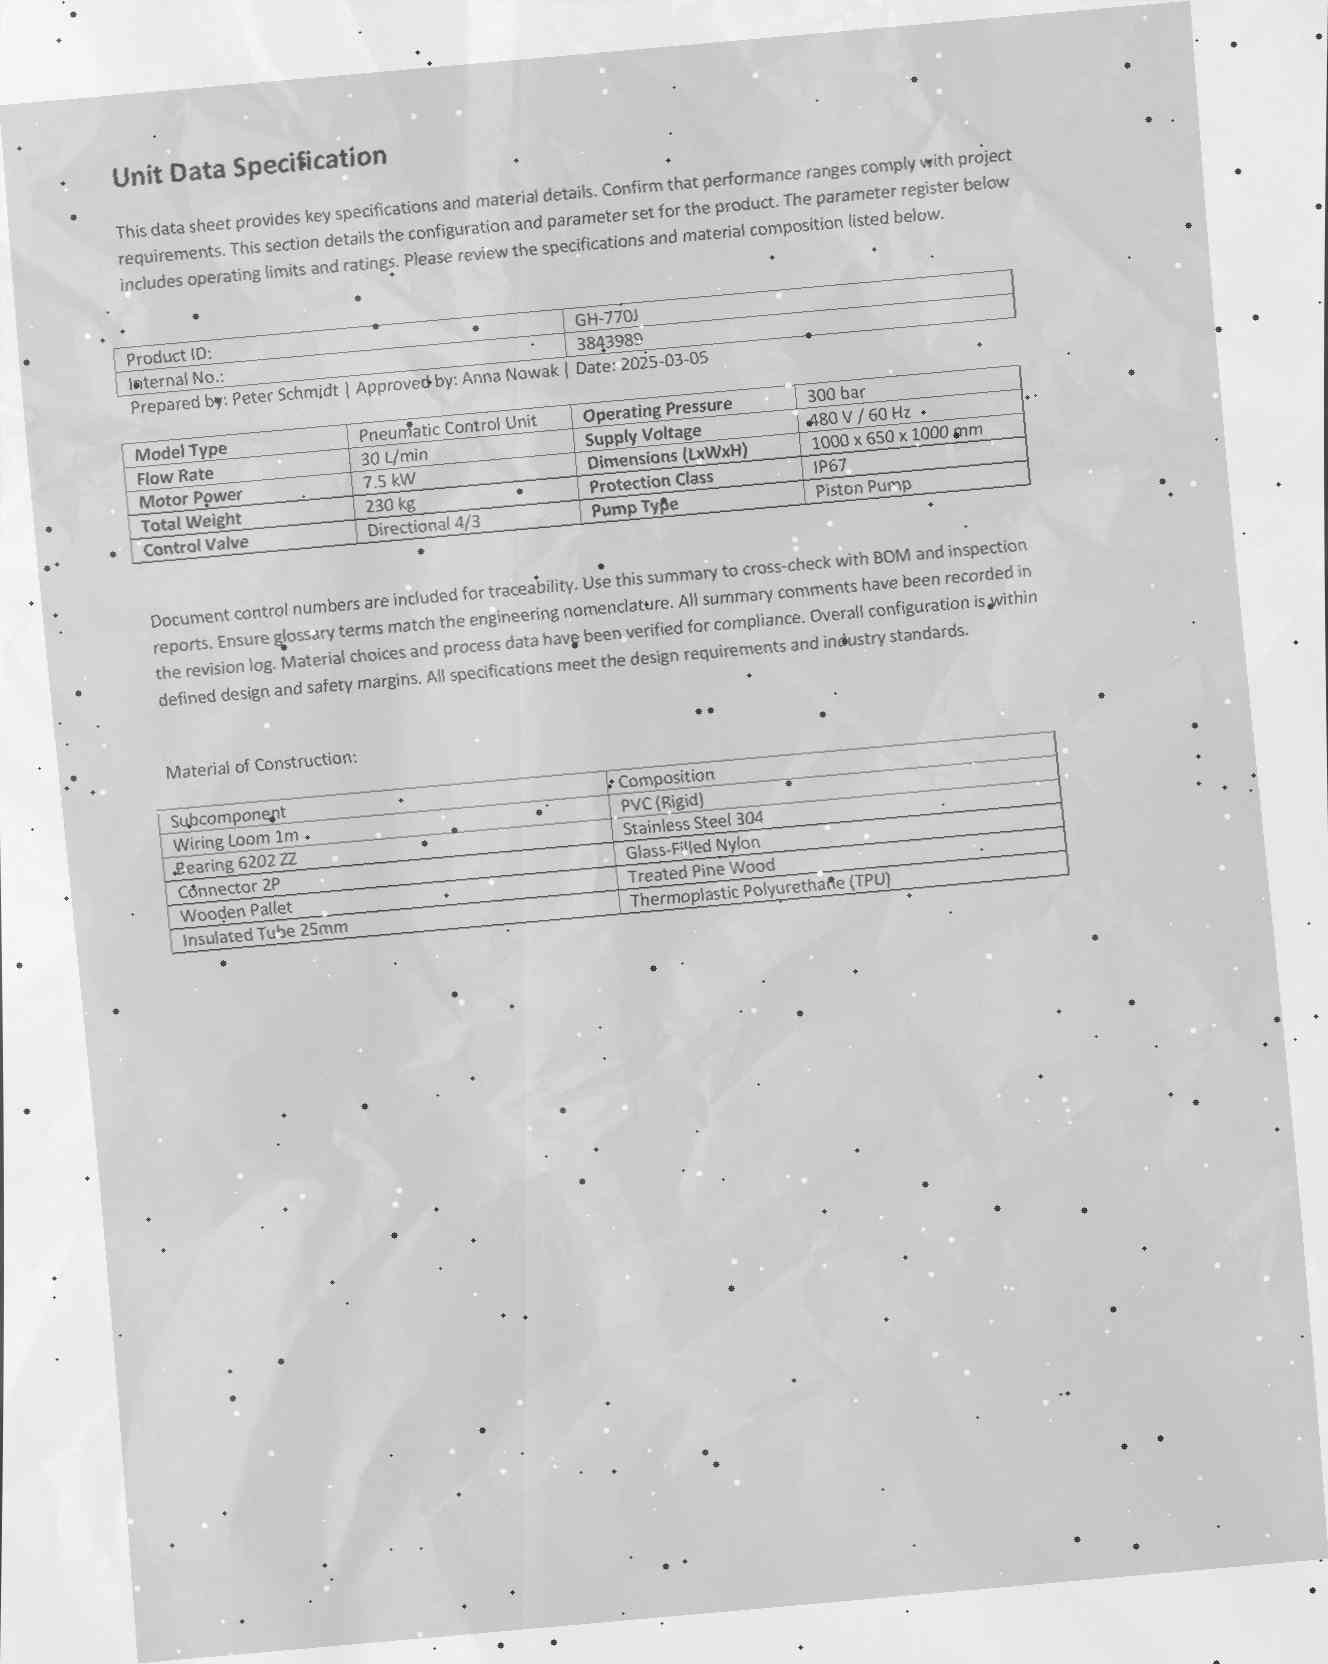 Unit Data Specification
This data sheet provides key specifications and material details. Confirm that performance ranges comply with project
requirements. This section details the configuration and parameter set for the product. The parameter register below
includes operating limits and ratings. Please review the specifications and material composition listed below.
Product ID: GH-770J
Internal No.: 3843989
Prepared by: Peter Schmidt | Approved by: Anna Nowak | Date: 2025-03-05
Model Type Pneumatic Control Unit Operating Pressure 300 bar
Flow Rate 30 L/min Supply Voltage 480 V / 60 Hz
Motor Power 7.5 kW Dimensions (LxWxH) 1000 x 650 x 1000 mm
Total Weight 230 kg Protection Class IP67
Control Valve Directional 4/3 Pump Type Piston Pump
Document control numbers are included for traceability. Use this summary to cross-check with BOM and inspection
reports. Ensure glossary terms match the engineering nomenclature. All summary comments have been recorded in
the revision log. Material choices and process data have been verified for compliance. Overall configuration is within
defined design and safety margins. All specifications meet the design requirements and industry standards.
Material of Construction:
Subcomponent Composition
Wiring Loom 1m PVC (Rigid)
Bearing 6202 ZZ Stainless Steel 304
Connector 2P Glass-Filled Nylon
Wooden Pallet Treated Pine Wood
Insulated Tube 25mm Thermoplastic Polyurethane (TPU)